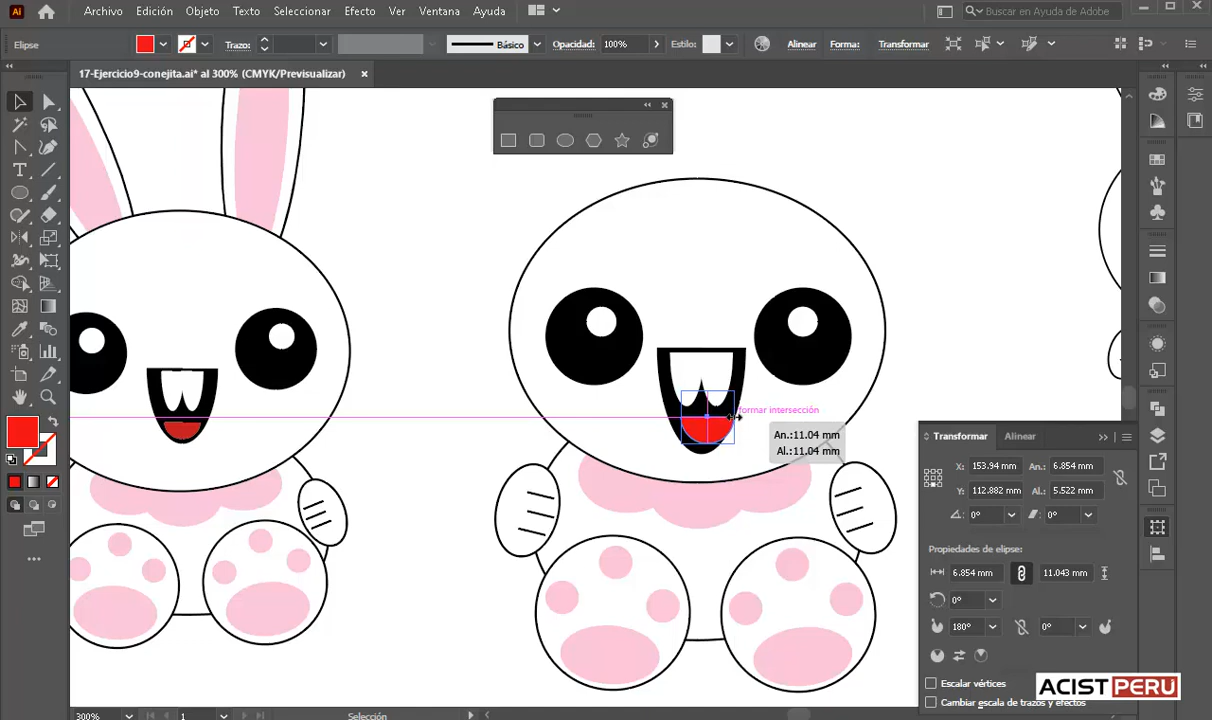 Ai
Archivo Edición Objeto Texto Seleccionar Efecto Ver Ventana Ayuda
Buscar en Ayuda de Adobe
Elipse Trazo: Básico Opacidad: 100% Estilo: Alinear Forma: Transformar
17-Ejercicio9-conejita.ai* al 300% (CMYK/Previsualizar)
formar intersección
An.:11.04 mm
Al.:11.04 mm
Transformar Alinear
X: 153.94 mm An.: 6.854 mm
Y: 112.882 mm Al.: 5.522 mm
0° 0°
Propiedades de elipse:
6.854 mm 11.043 mm
0°
180° 0°
Escalar vértices
Cambiar escala de trazos y efectos
ACISTPERÚ
300% 1 Selección